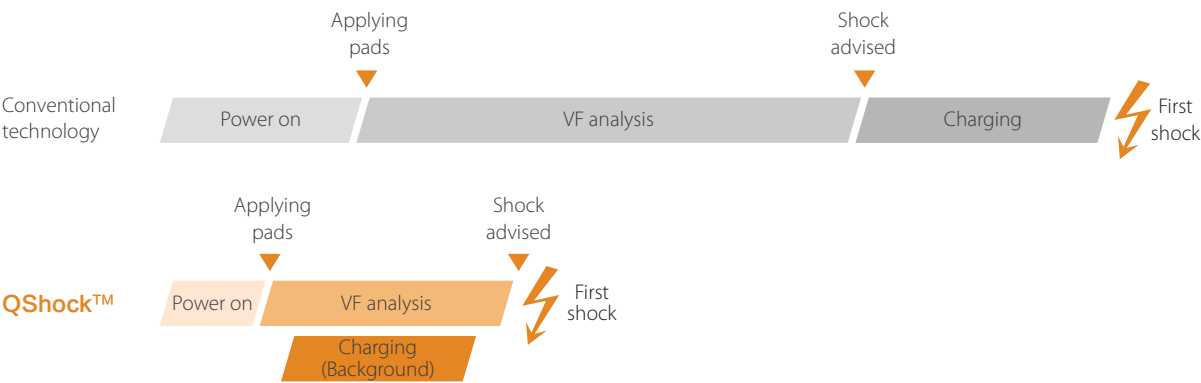 Applying
pads
Shock
advised
Conventional
technology
Power on
VF analysis
Charging
First
shock
Applying
pads
Shock
advised
QShock™
Power on
VF analysis
First
shock
Charging
(Background)